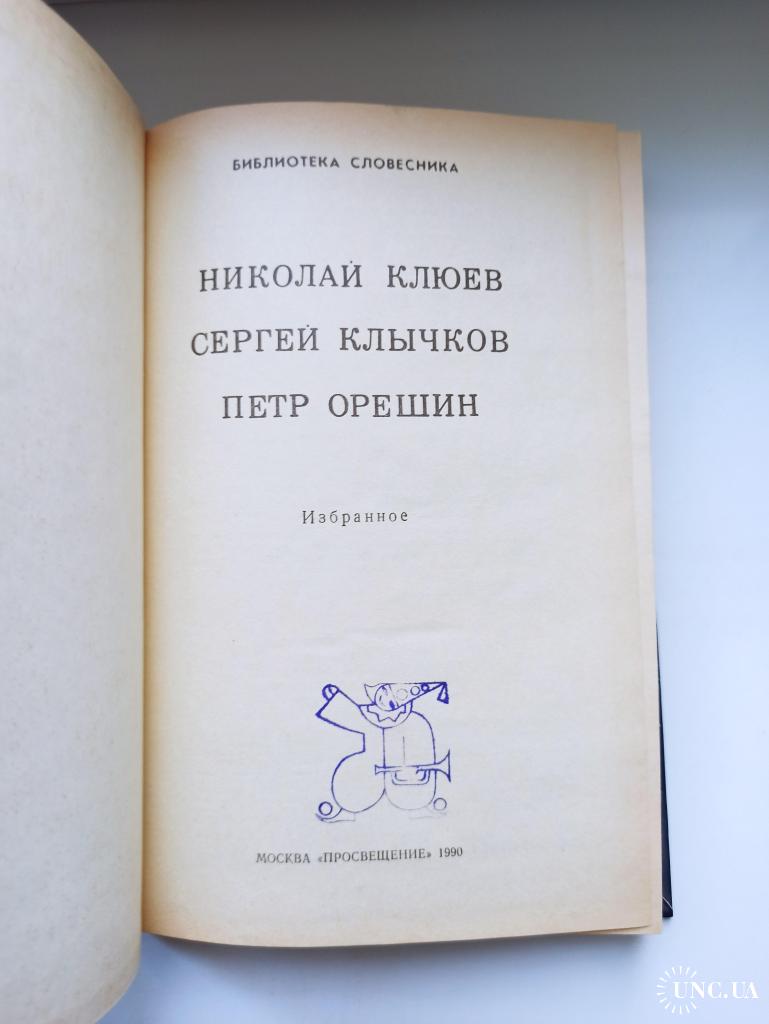 БИБЛИОТЕКА СЛОВЕСНИКА
НИКОЛАЙ КЛЮЕВ
СЕРГЕЙ КЛЫЧКОВ
ПЕТР ОРЕШИН
Избранное
МОСКВА «ПРОСВЕЩЕНИЕ» 1990
UNC.UA